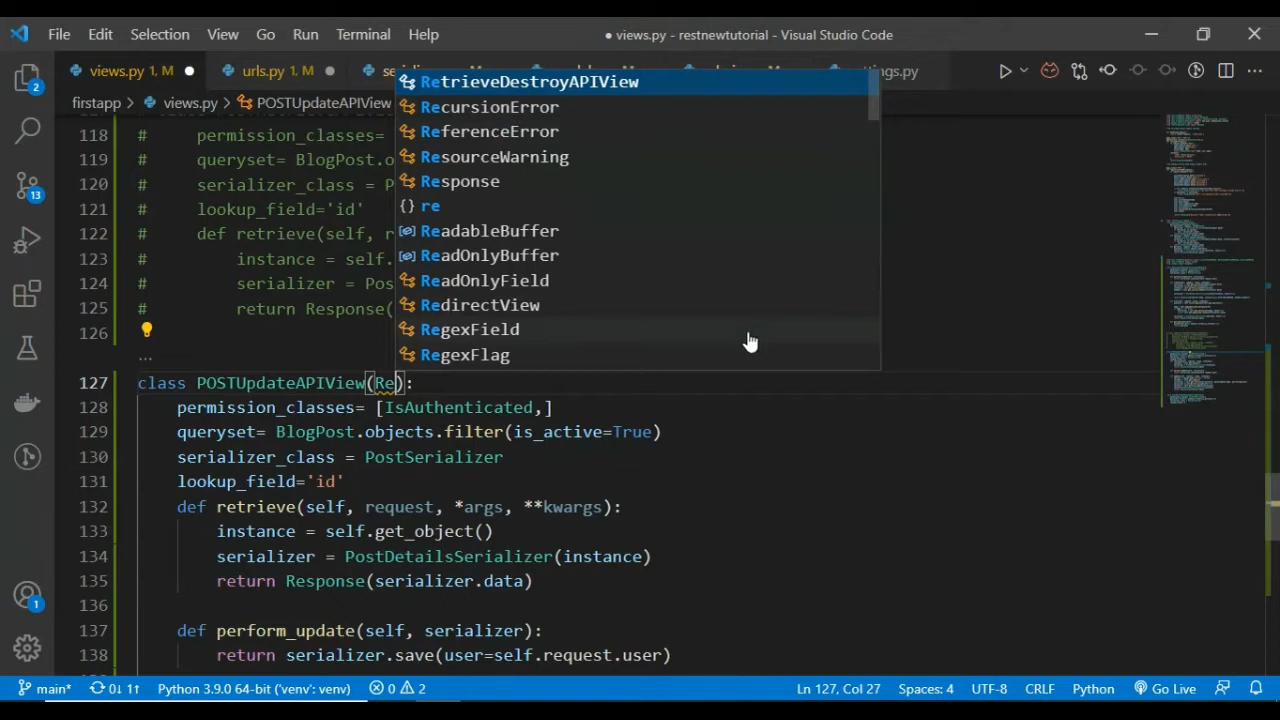 File Edit Selection View Go Run Terminal Help ● views.py - restnewtutorial - Visual Studio Code
views.py 1, M ● urls.py 1, M ● settings.py
firstapp > views.py > POSTUpdateAPIView
118 # permission_classes=
119 # queryset= BlogPost.o
120 # serializer_class = P
121 # lookup_field='id'
122 # def retrieve(self, r
123 # instance = self.
124 # serializer = Pos
125 # return Response(
126
RetrieveDestroyAPIView
RecursionError
ReferenceError
ResourceWarning
Response
{} re
ReadableBuffer
ReadOnlyBuffer
ReadOnlyField
RedirectView
RegexField
RegexFlag
...
127 class POSTUpdateAPIView(Re):
128 permission_classes= [IsAuthenticated,]
129 queryset= BlogPost.objects.filter(is_active=True)
130 serializer_class = PostSerializer
131 lookup_field='id'
132 def retrieve(self, request, *args, **kwargs):
133 instance = self.get_object()
134 serializer = PostDetailsSerializer(instance)
135 return Response(serializer.data)
136
137 def perform_update(self, serializer):
138 return serializer.save(user=self.request.user)
2
13
1
main* 0↓ 1↑ Python 3.9.0 64-bit ('venv': venv) 0 2 Ln 127, Col 27 Spaces: 4 UTF-8 CRLF Python Go Live